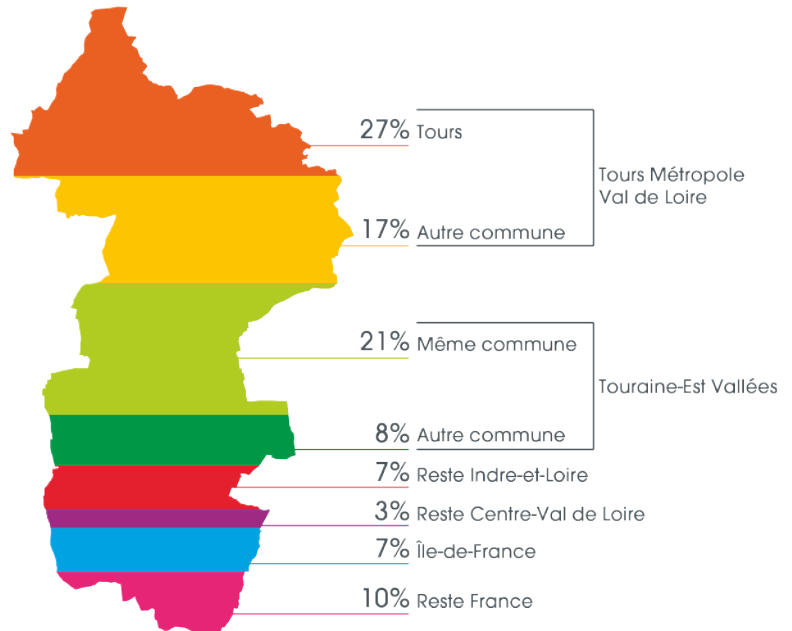 27% Tours
Tours Métropole
Val de Loire
17% Autre commune
21% Même commune
Touraine-Est Vallées
8% Autre commune
7% Reste Indre-et-Loire
3% Reste Centre-Val de Loire
7% Île-de-France
10% Reste France